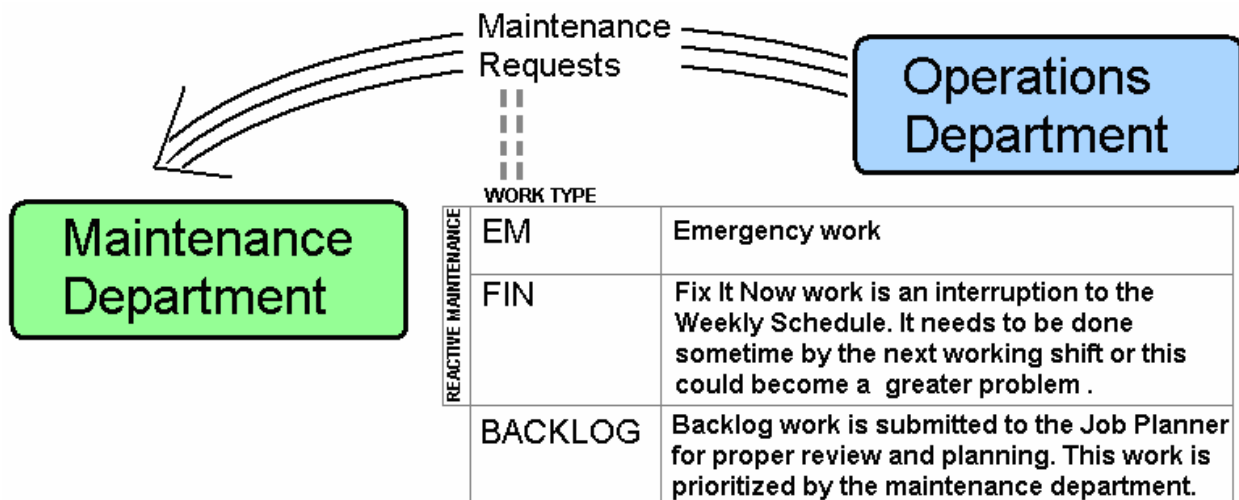 Maintenance
Requests
Operations
Department
Maintenance
Department
WORK TYPE
REACTIVE MAINTENANCE
EM
Emergency work
FIN
Fix It Now work is an interruption to the
Weekly Schedule. It needs to be done
sometime by the next working shift or this
could become a  greater problem .
BACKLOG
Backlog work is submitted to the Job Planner
for proper review and planning. This work is
prioritized by the maintenance department.